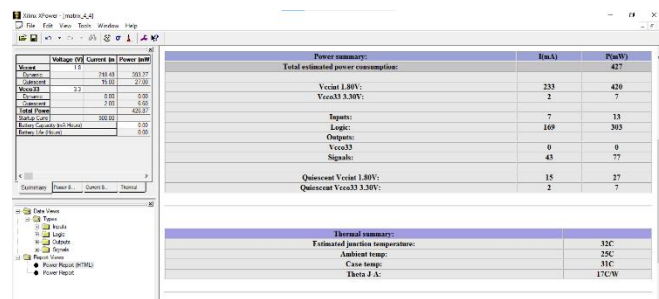 Xilinx XPower - [matrix_4_4]
File Edit View Tools Window Help
Voltage (V) Current (m Power (mW
Vccint 1.8
Dynamic 218.48 393.27
Quiescent 15.00 27.00
Vcco33 3.3
Dynamic 0.00 0.00
Quiescent 2.00 6.60
Total Powe 426.87
Startup Curre 500.00
Battery Capacity (mA Hours) 0.00
Battery Life (Hours) 0.00
Summary Power S... Current S... Thermal
Data Views
Types
Inputs
Logic
Outputs
Signals
Report Views
Power Report (HTML)
Power Report
Power summary: I(mA) P(mW)
Total estimated power consumption: 427
Vccint 1.80V: 233 420
Vcco33 3.30V: 2 7
Inputs: 7 13
Logic: 169 303
Outputs:
Vcco33 0 0
Signals: 43 77
Quiescent Vccint 1.80V: 15 27
Quiescent Vcco33 3.30V: 2 7
Thermal summary:
Estimated junction temperature: 32C
Ambient temp: 25C
Case temp: 31C
Theta J-A: 17C/W